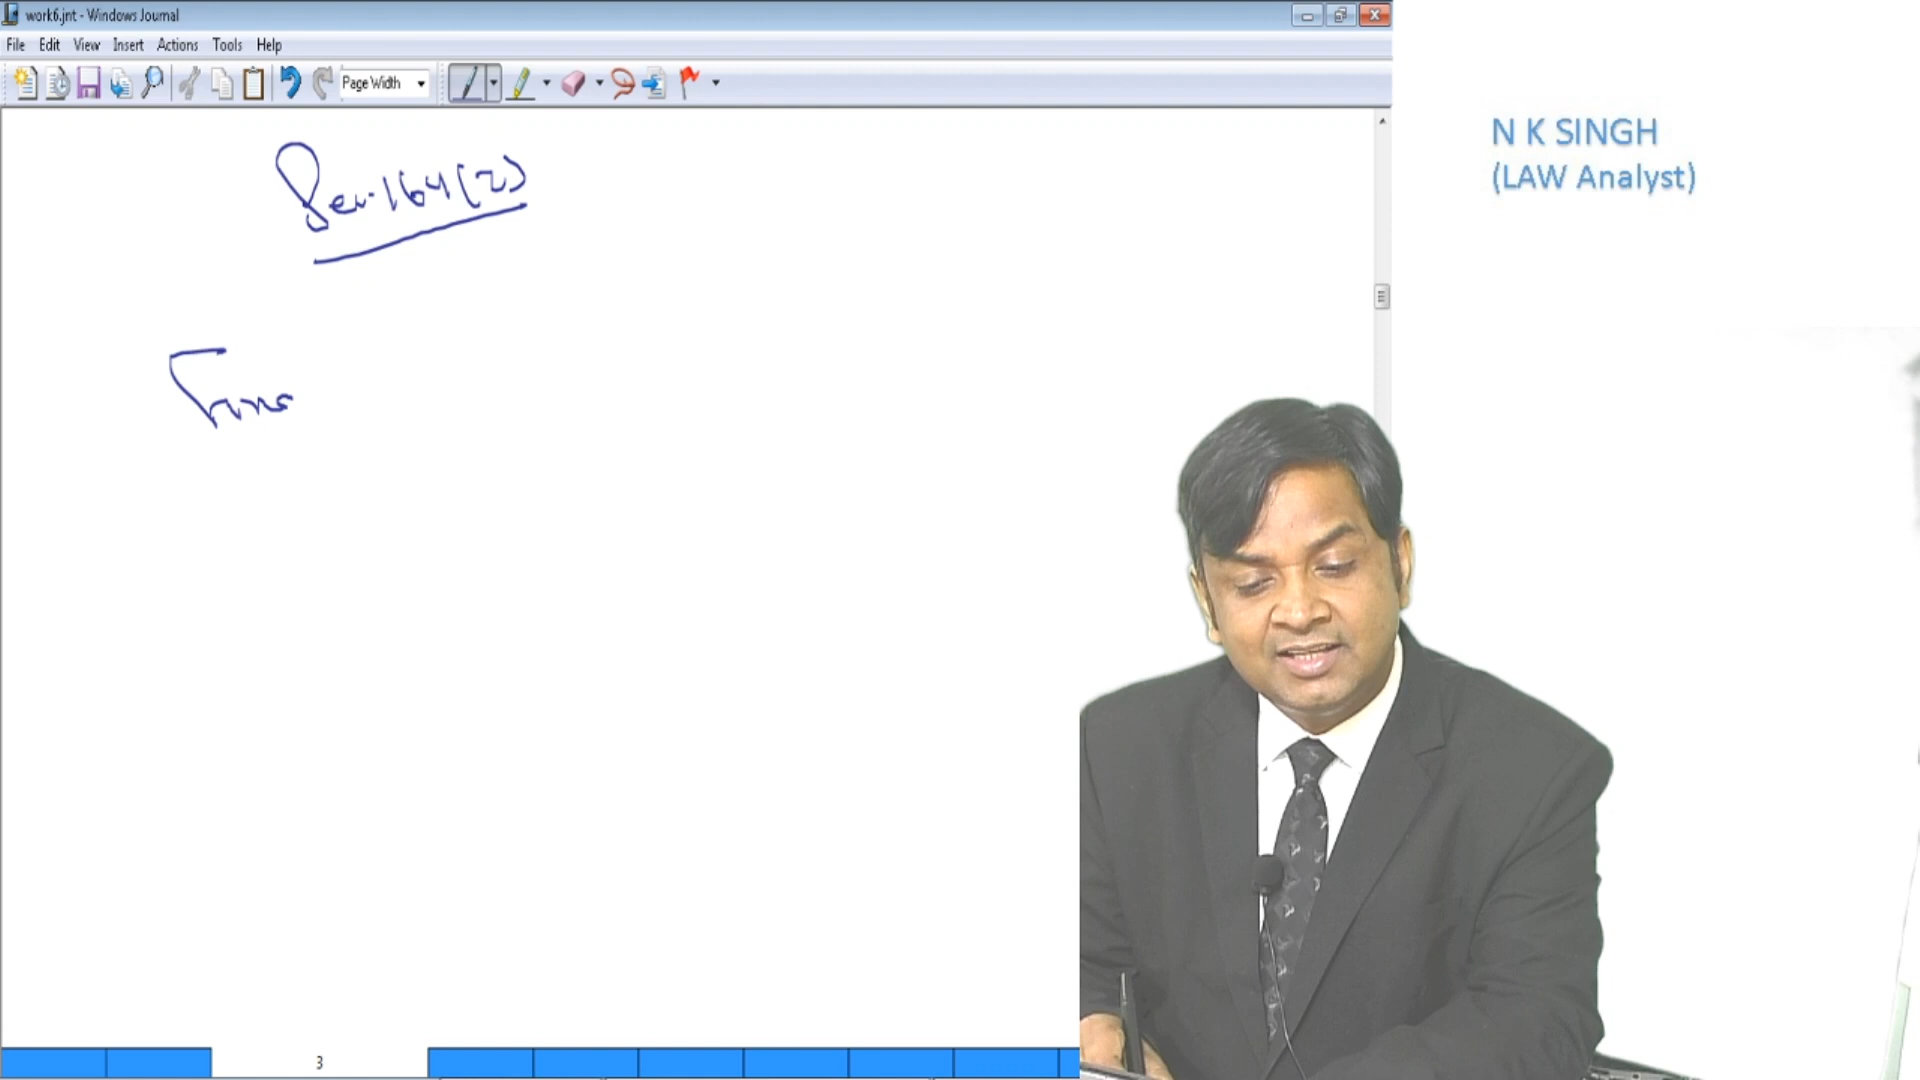 work6.jnt - Windows Journal
File Edit View Insert Actions Tools Help
Page Width
N K SINGH
(LAW Analyst)
Sec-164(2)
3